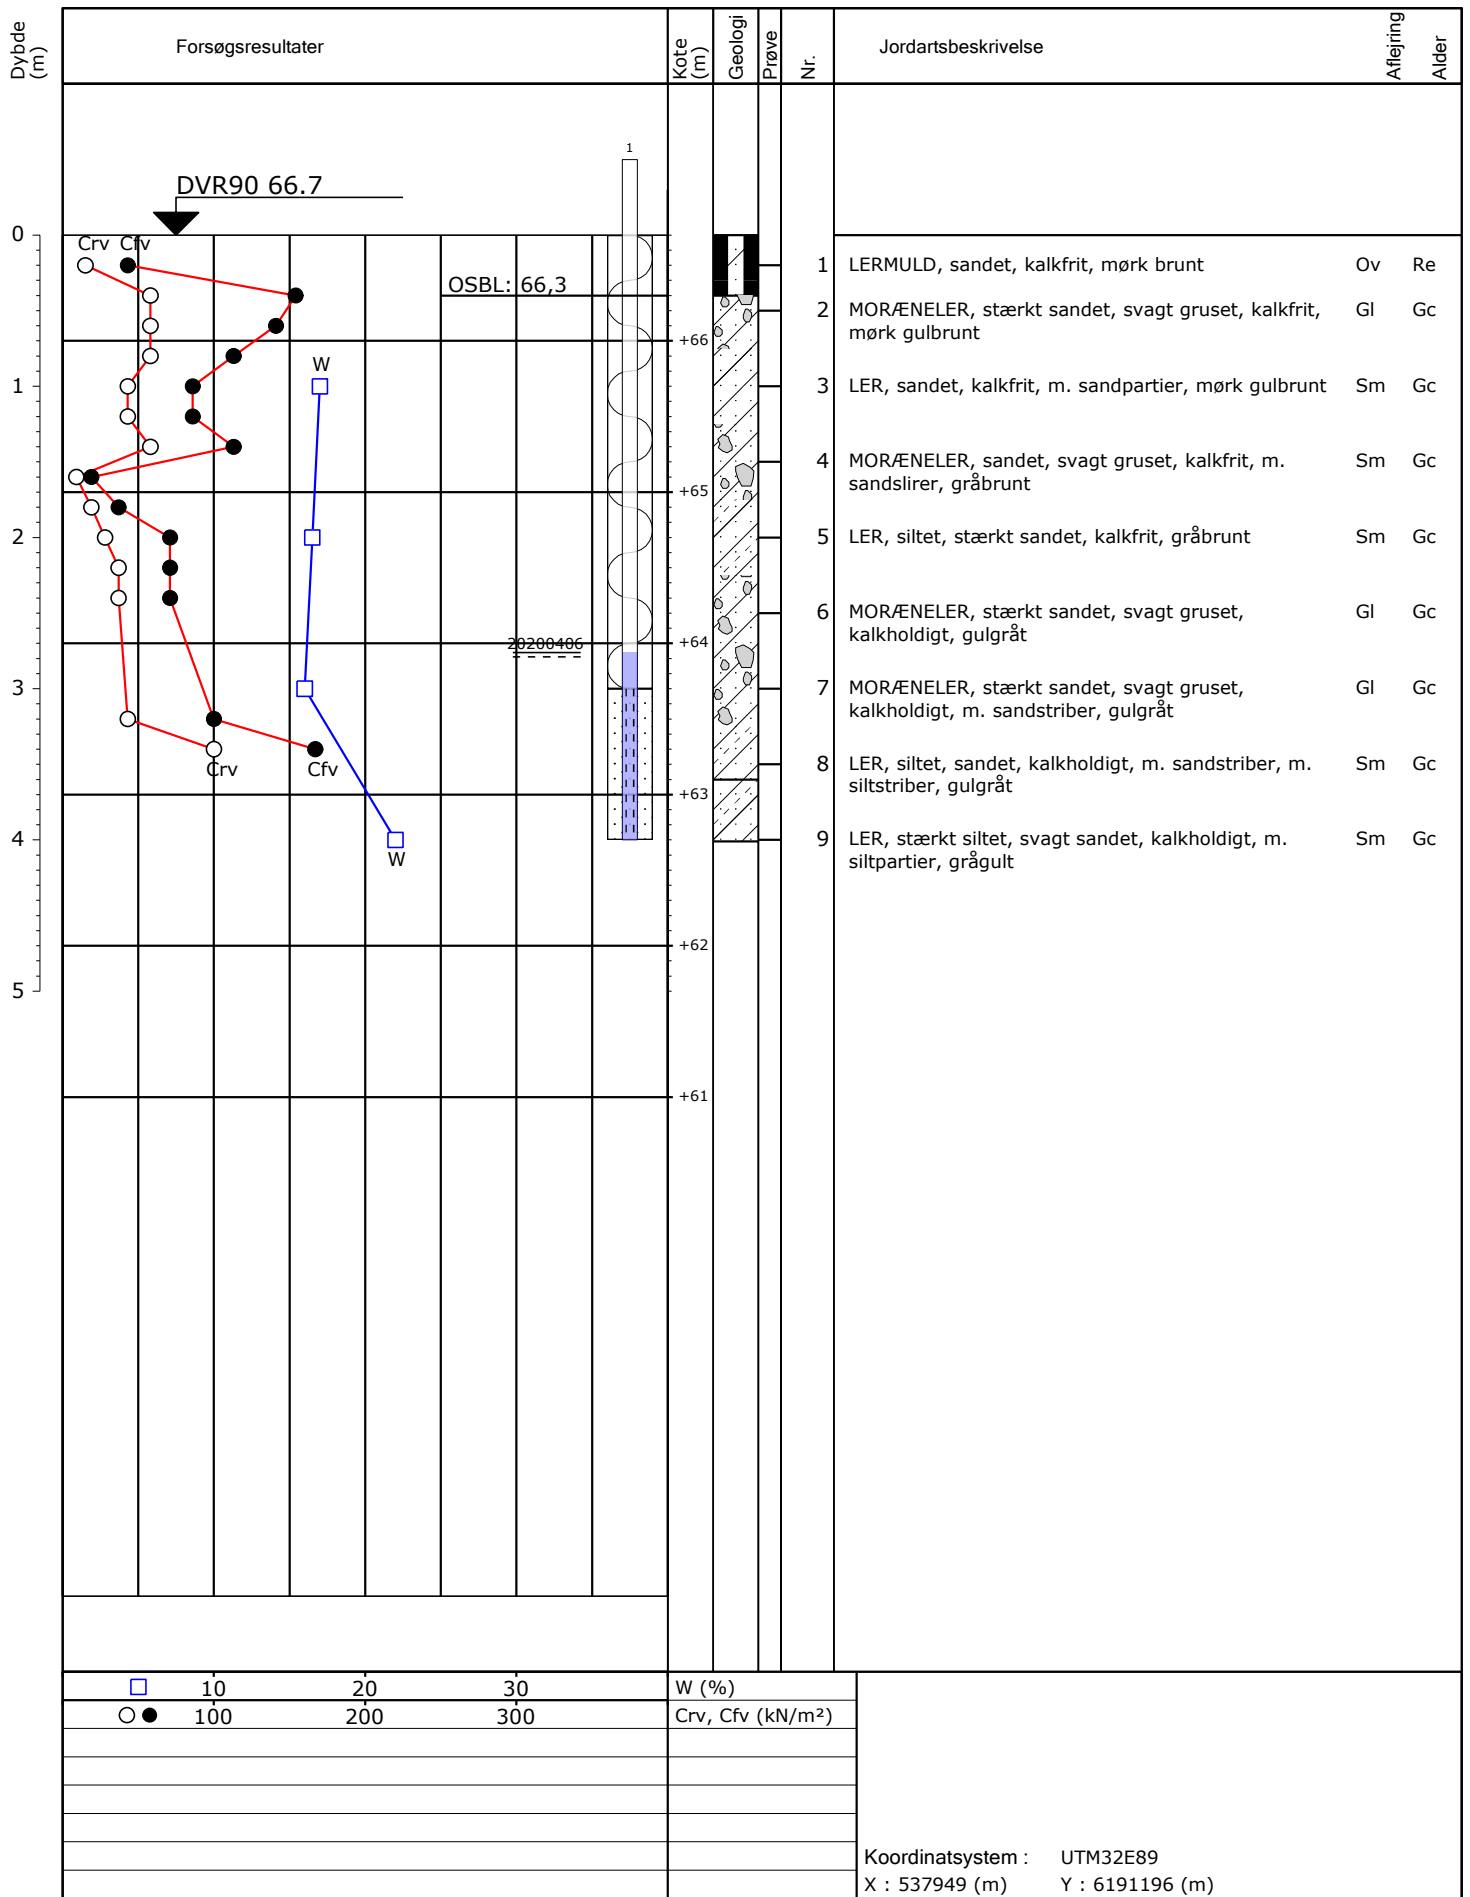 Dybde
(m)
Forsøgsresultater
Kote
(m)
Geologi
Prøve
Nr.
Jordartsbeskrivelse
Aflejring
Alder
1
DVR90 66.7
0
Crv Cfv
OSBL: 66,3
1 LERMULD, sandet, kalkfrit, mørk brunt Ov Re
2 MORÆNELER, stærkt sandet, svagt gruset, kalkfrit, Gl Gc
mørk gulbrunt
+66
W
1
3 LER, sandet, kalkfrit, m. sandpartier, mørk gulbrunt Sm Gc
4 MORÆNELER, sandet, svagt gruset, kalkfrit, m. Sm Gc
sandslirer, gråbrunt
+65
2
5 LER, siltet, stærkt sandet, kalkfrit, gråbrunt Sm Gc
6 MORÆNELER, stærkt sandet, svagt gruset, Gl Gc
kalkholdigt, gulgråt
20200406
+64
3
7 MORÆNELER, stærkt sandet, svagt gruset, Gl Gc
kalkholdigt, m. sandstriber, gulgråt
Crv Cfv
8 LER, siltet, sandet, kalkholdigt, m. sandstriber, m. Sm Gc
siltstriber, gulgråt
+63
4
W
9 LER, stærkt siltet, svagt sandet, kalkholdigt, m. Sm Gc
siltpartier, grågult
+62
5
+61
10 20 30 W (%)
100 200 300 Crv, Cfv (kN/m²)
Koordinatsystem : UTM32E89
X : 537949 (m) Y : 6191196 (m)